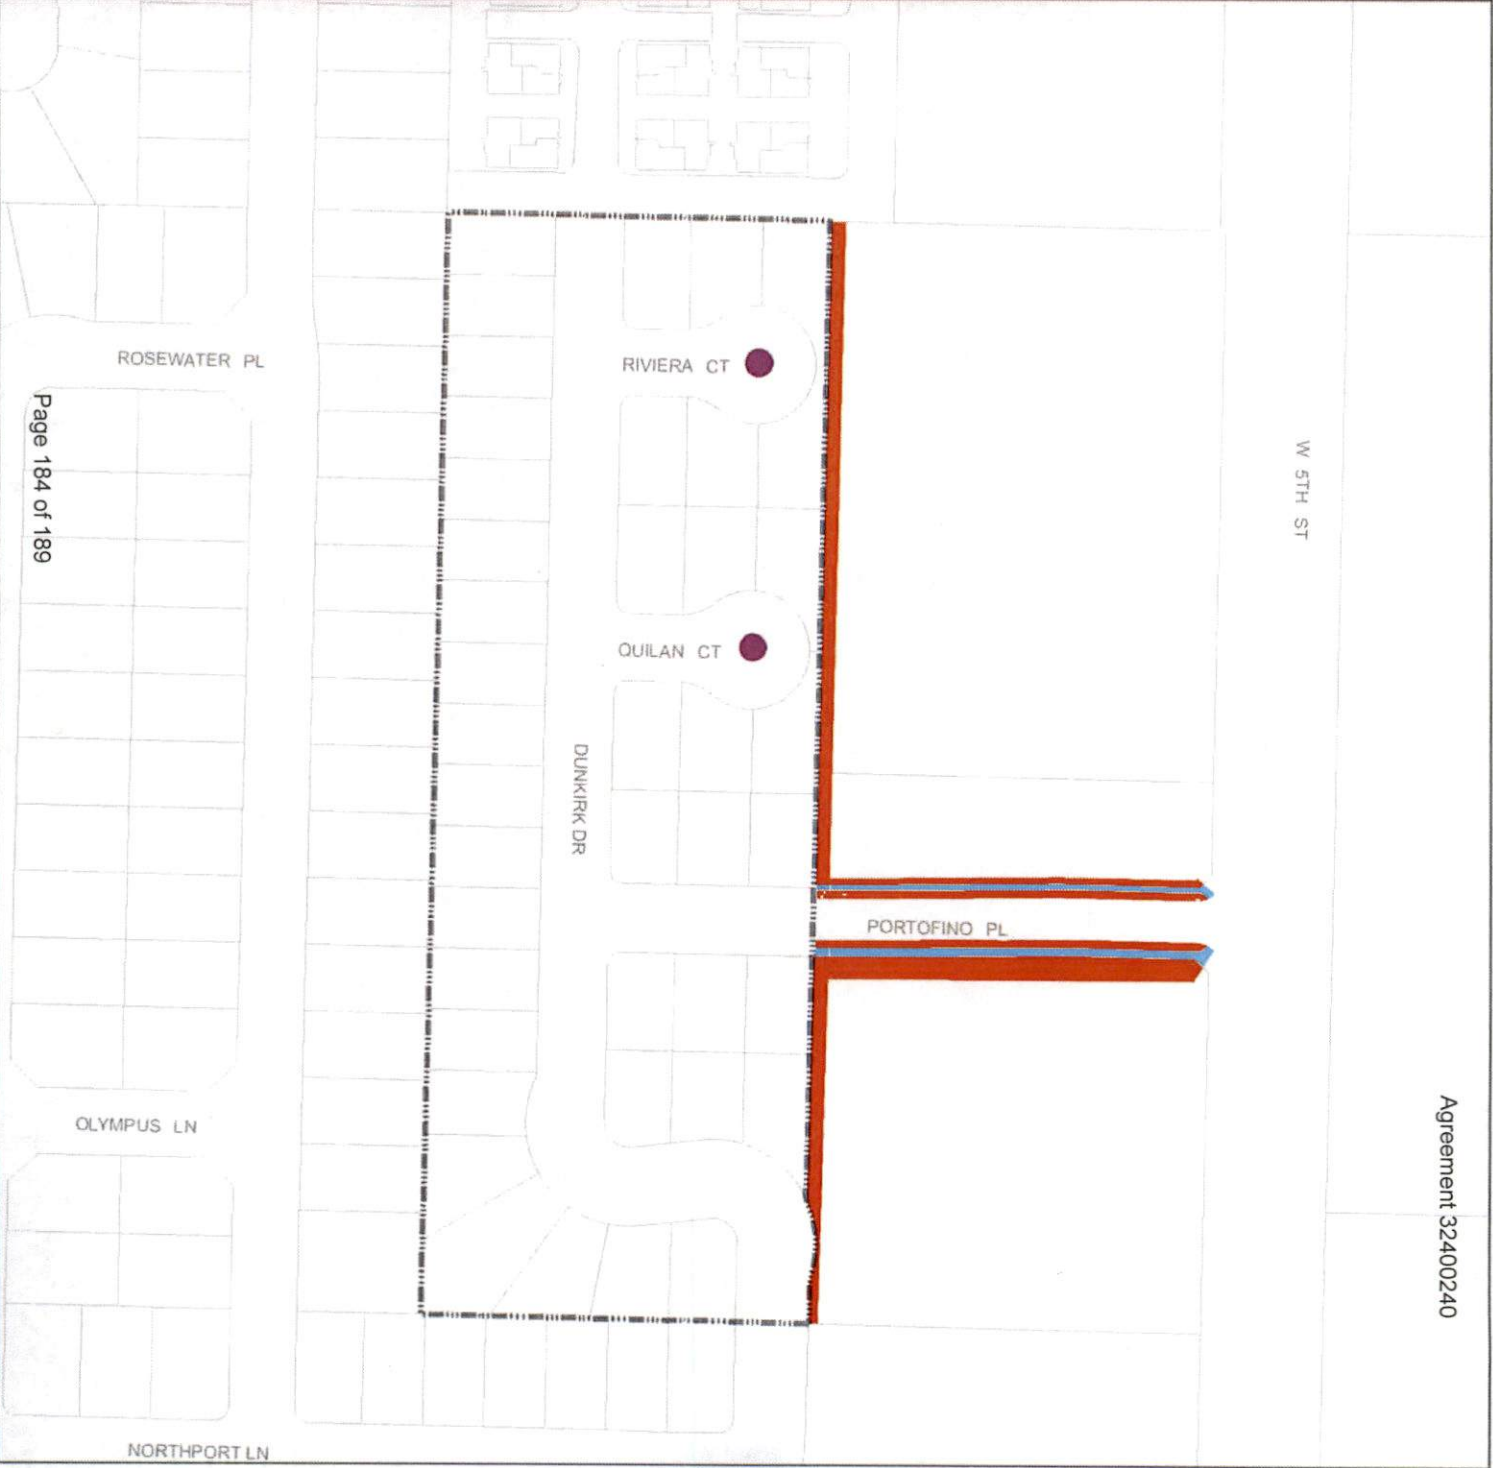 ROSEWATER PL
RIVIERA CT
Page 184 of 189
W 5TH ST
QUILAN CT
DUNKIRK DR
PORTOFINO PL
OLYMPUS LN
Agreement 32400240
NORTHPORT LN